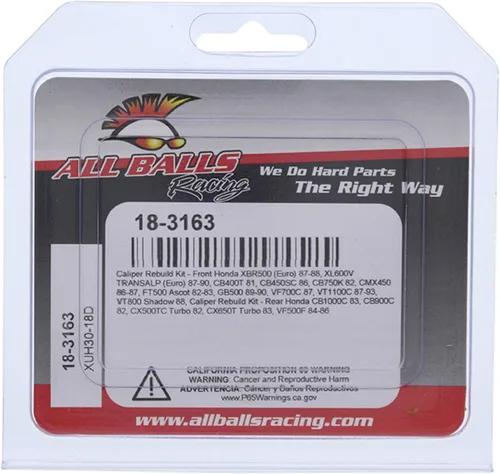 ALL BALLS
Racing
We Do Hard Parts
The Right Way
18-3163
Caliper Rebuild Kit - Front Honda XBR500 (Euro) 87-88, XL600V
TRANSALP (Euro) 87-90, CB400T 81, CB450SC 86, CB750K 82, CMX450
86-87, FT500 Ascot 82-83, GB500 89-90, VF700C 87, VT1100C 87-93,
VT800 Shadow 88, Caliper Rebuild Kit - Rear Honda CB1000C 83, CB900C
82, CX500TC Turbo 82, CX650T Turbo 83, VF500F 84-86
18-3163
XUH30-18D
CALIFORNIA PROPOSITION 65 WARNING
WARNING: Cancer and Reproductive Harm
ADVERTENCIA: Cáncer y Daños Reproductivos
www.P65Warnings.ca.gov
www.allballsracing.com